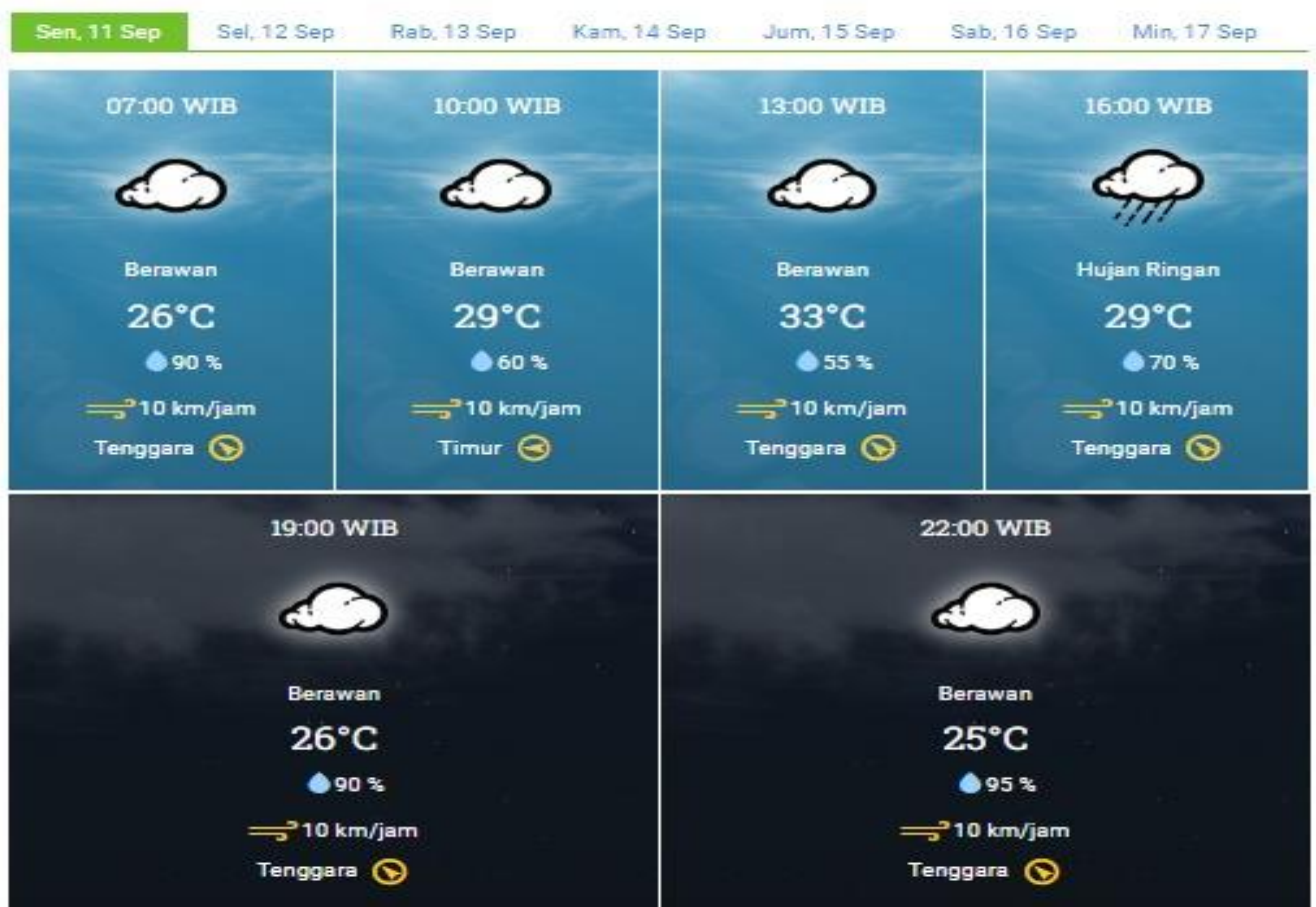 Sen, 11 Sep Sel, 12 Sep Rab, 13 Sep Kam, 14 Sep Jum, 15 Sep Sab, 16 Sep Min, 17 Sep
07:00 WIB
Berawan
26°C
90 %
10 km/jam
Tenggara
10:00 WIB
Berawan
29°C
60 %
10 km/jam
Timur
13:00 WIB
Berawan
33°C
55 %
10 km/jam
Tenggara
16:00 WIB
Hujan Ringan
29°C
70 %
10 km/jam
Tenggara
19:00 WIB
Berawan
26°C
90 %
10 km/jam
Tenggara
22:00 WIB
Berawan
25°C
95 %
10 km/jam
Tenggara